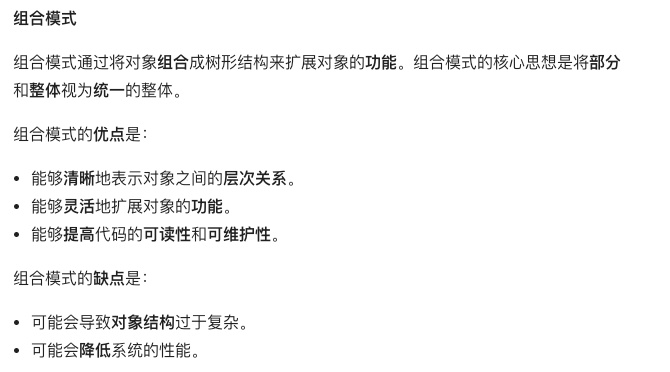 组合模式
组合模式通过将对象组合成树形结构来扩展对象的功能。组合模式的核心思想是将部分
和整体视为统一的整体。
组合模式的优点是：
• 能够清晰地表示对象之间的层次关系。
• 能够灵活地扩展对象的功能。
• 能够提高代码的可读性和可维护性。
组合模式的缺点是：
• 可能会导致对象结构过于复杂。
• 可能会降低系统的性能。